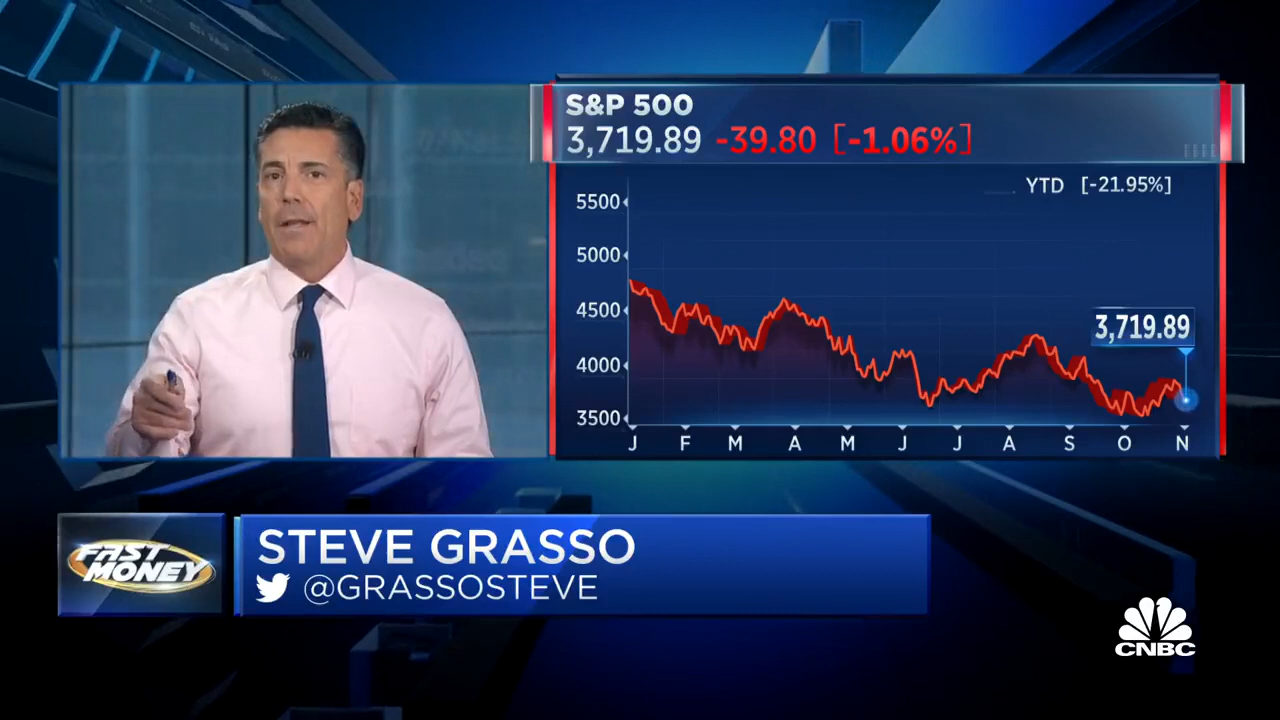 S&P 500
3,719.89 -39.80 [-1.06%]
YTD [-21.95%]
5500
5000
4500
4000
3500
3,719.89
J F M A M J J A S O N
FAST
MONEY
STEVE GRASSO
@GRASSOSTEVE
CNBC